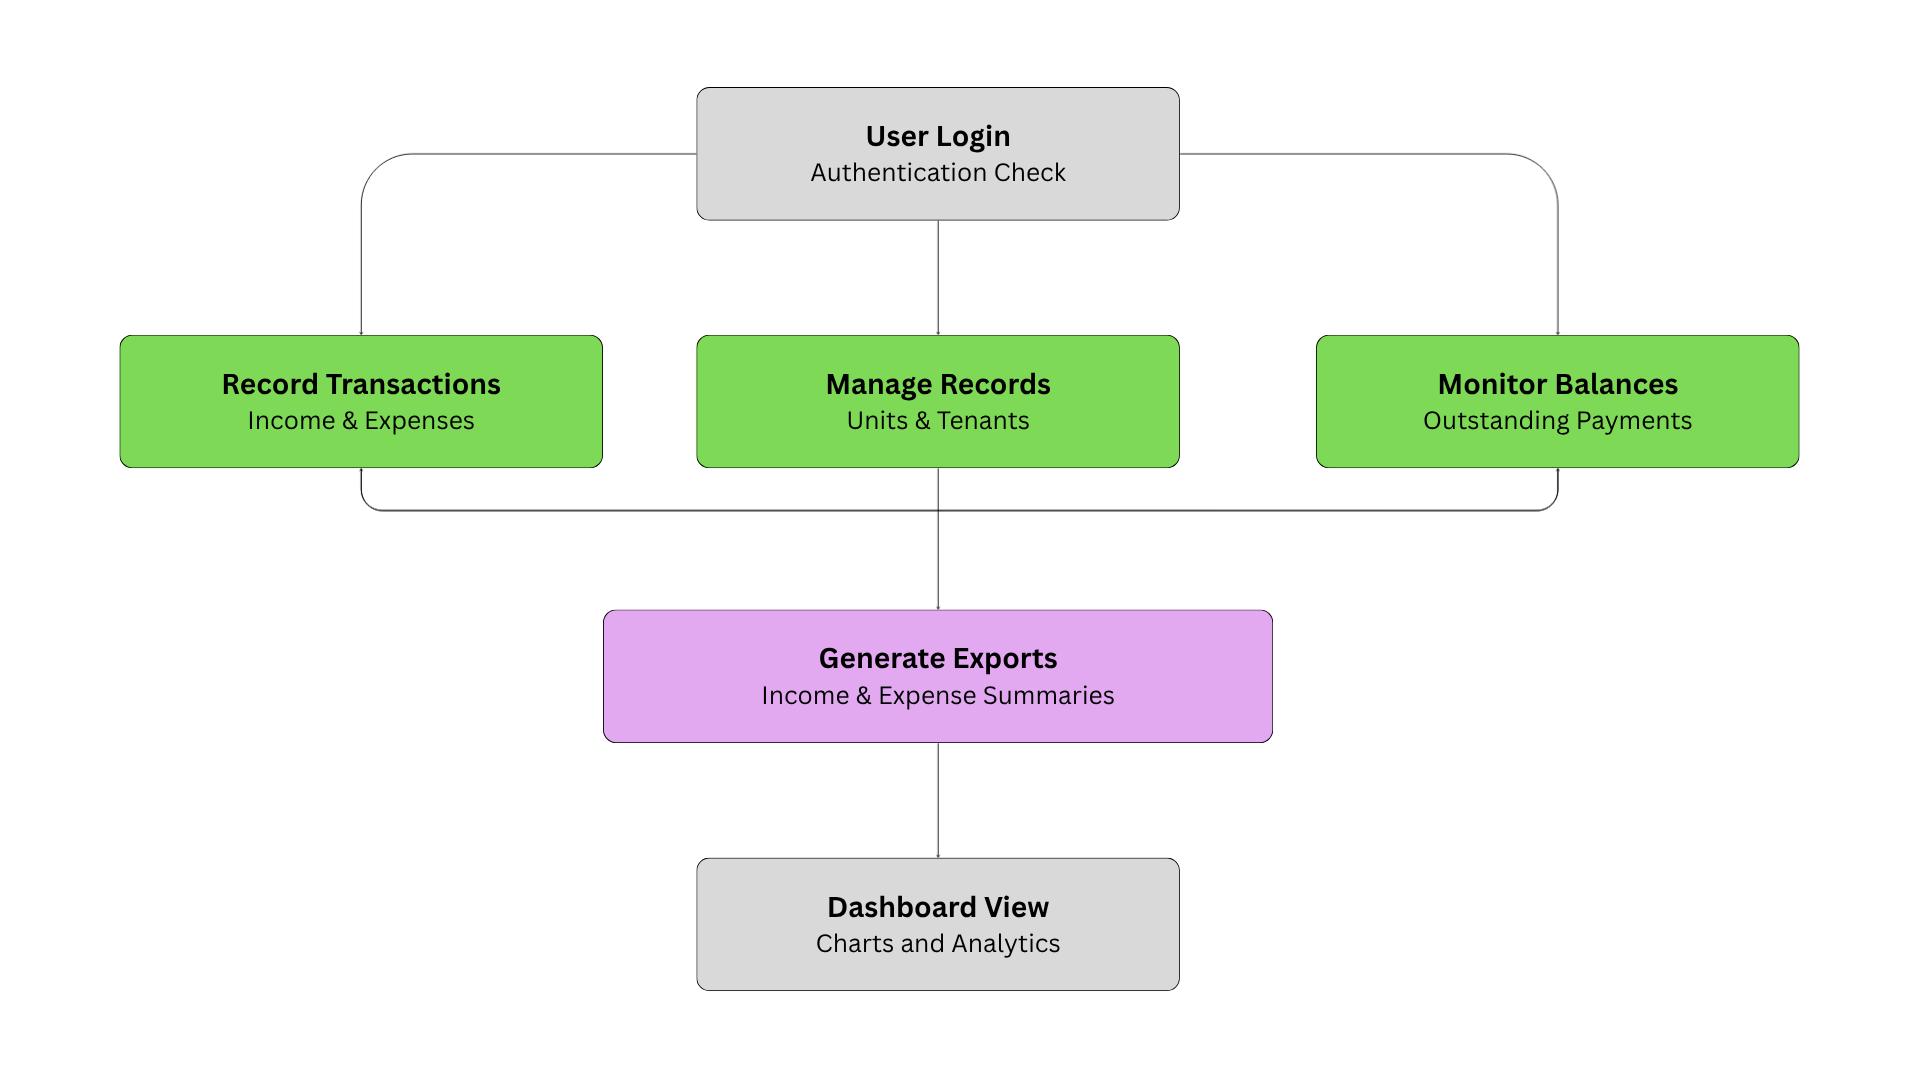 User Login
Authentication Check
Record Transactions
Income & Expenses
Manage Records
Units & Tenants
Monitor Balances
Outstanding Payments
Generate Exports
Income & Expense Summaries
Dashboard View
Charts and Analytics